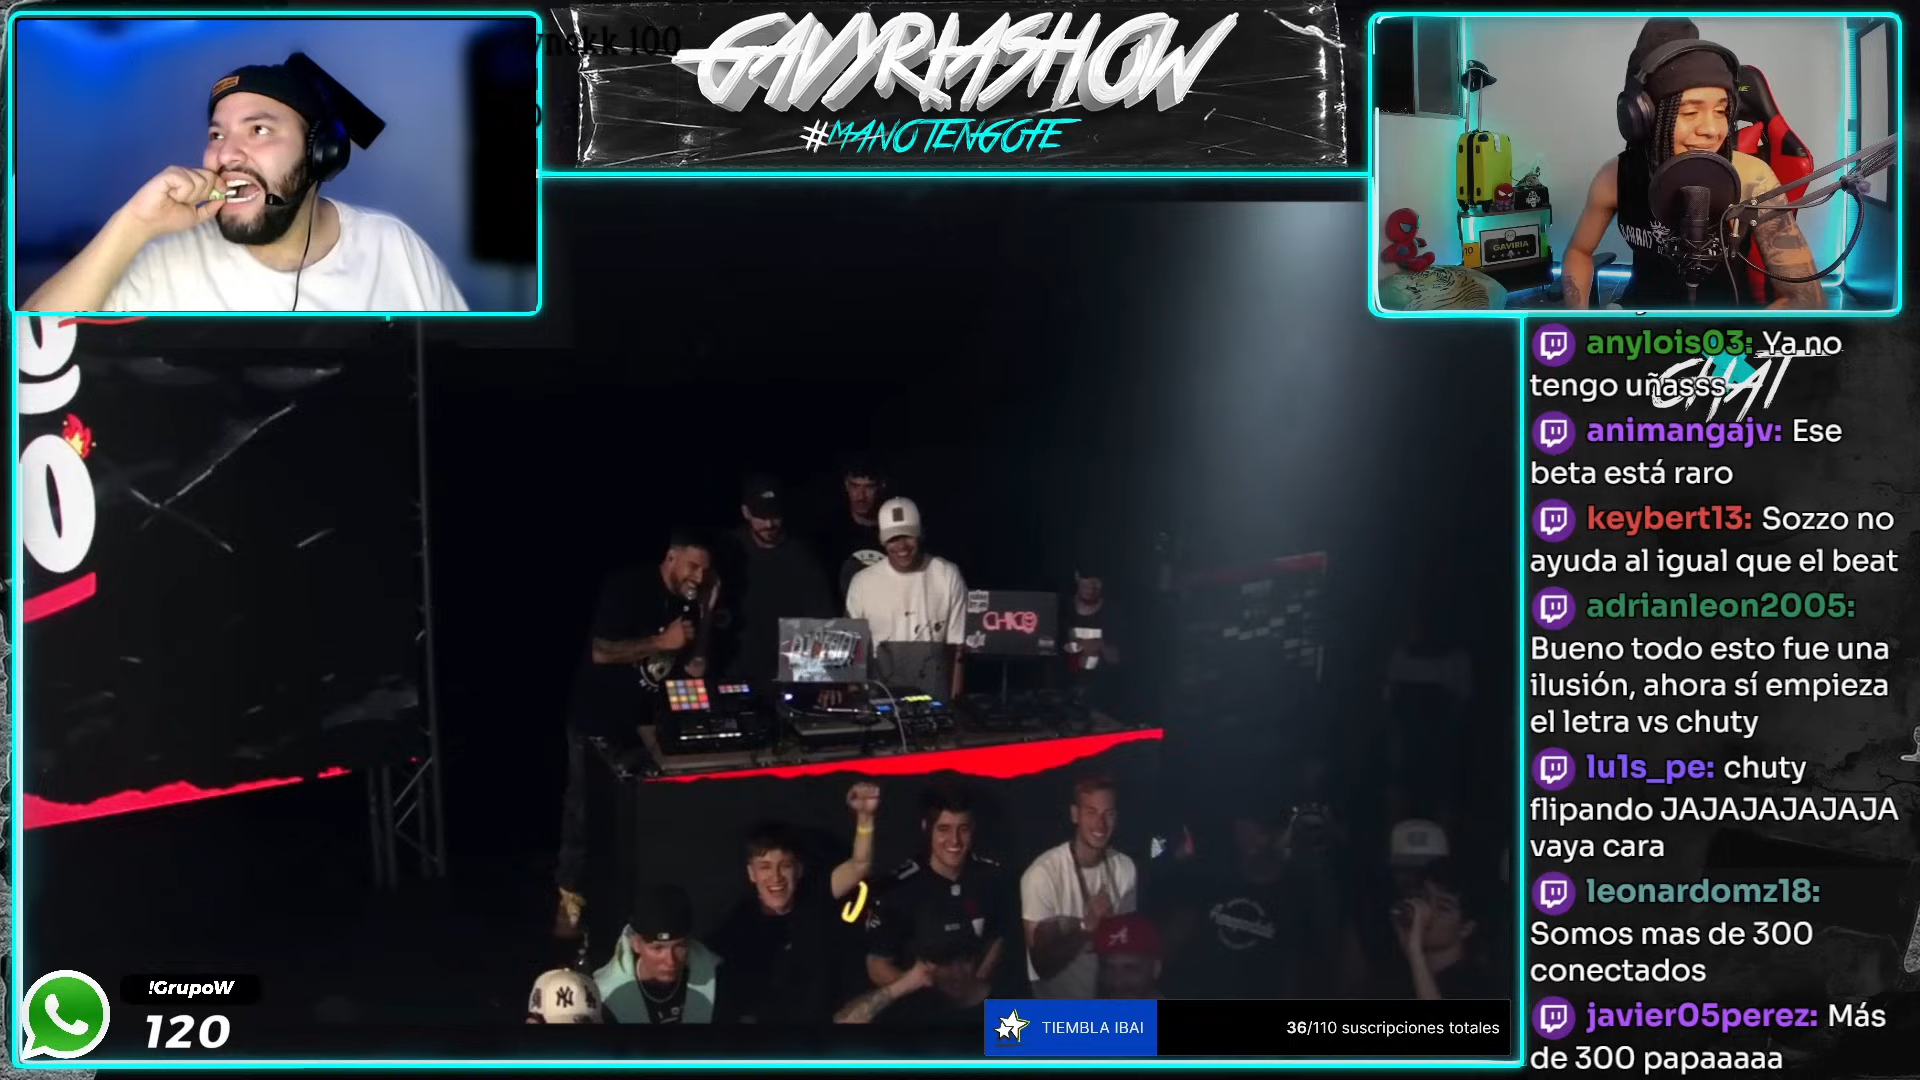 GAVYRIASHOW
#MANOTENGOFE
GAVIRIA
CHICO
CHAT
anylois03: Ya no
tengo uñasss
animangajv: Ese
beta está raro
keybert13: Sozzo no
ayuda al igual que el beat
adrianleon2005:
Bueno todo esto fue una
ilusión, ahora sí empieza
el letra vs chuty
lu1s_pe: chuty
flipando JAJAJAJAJAJA
vaya cara
leonardomz18:
Somos mas de 300
conectados
javier05perez: Más
de 300 papaaaaa
!GrupoW
120
TIEMBLA IBAI
36/110 suscripciones totales